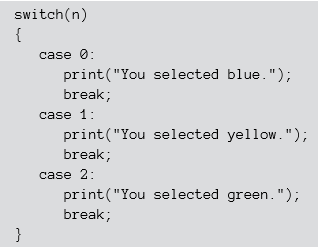 switch(n)
{
   case 0:
      print("You selected blue.");
      break;
   case 1:
      print("You selected yellow.");
      break;
   case 2:
      print("You selected green.");
      break;
}